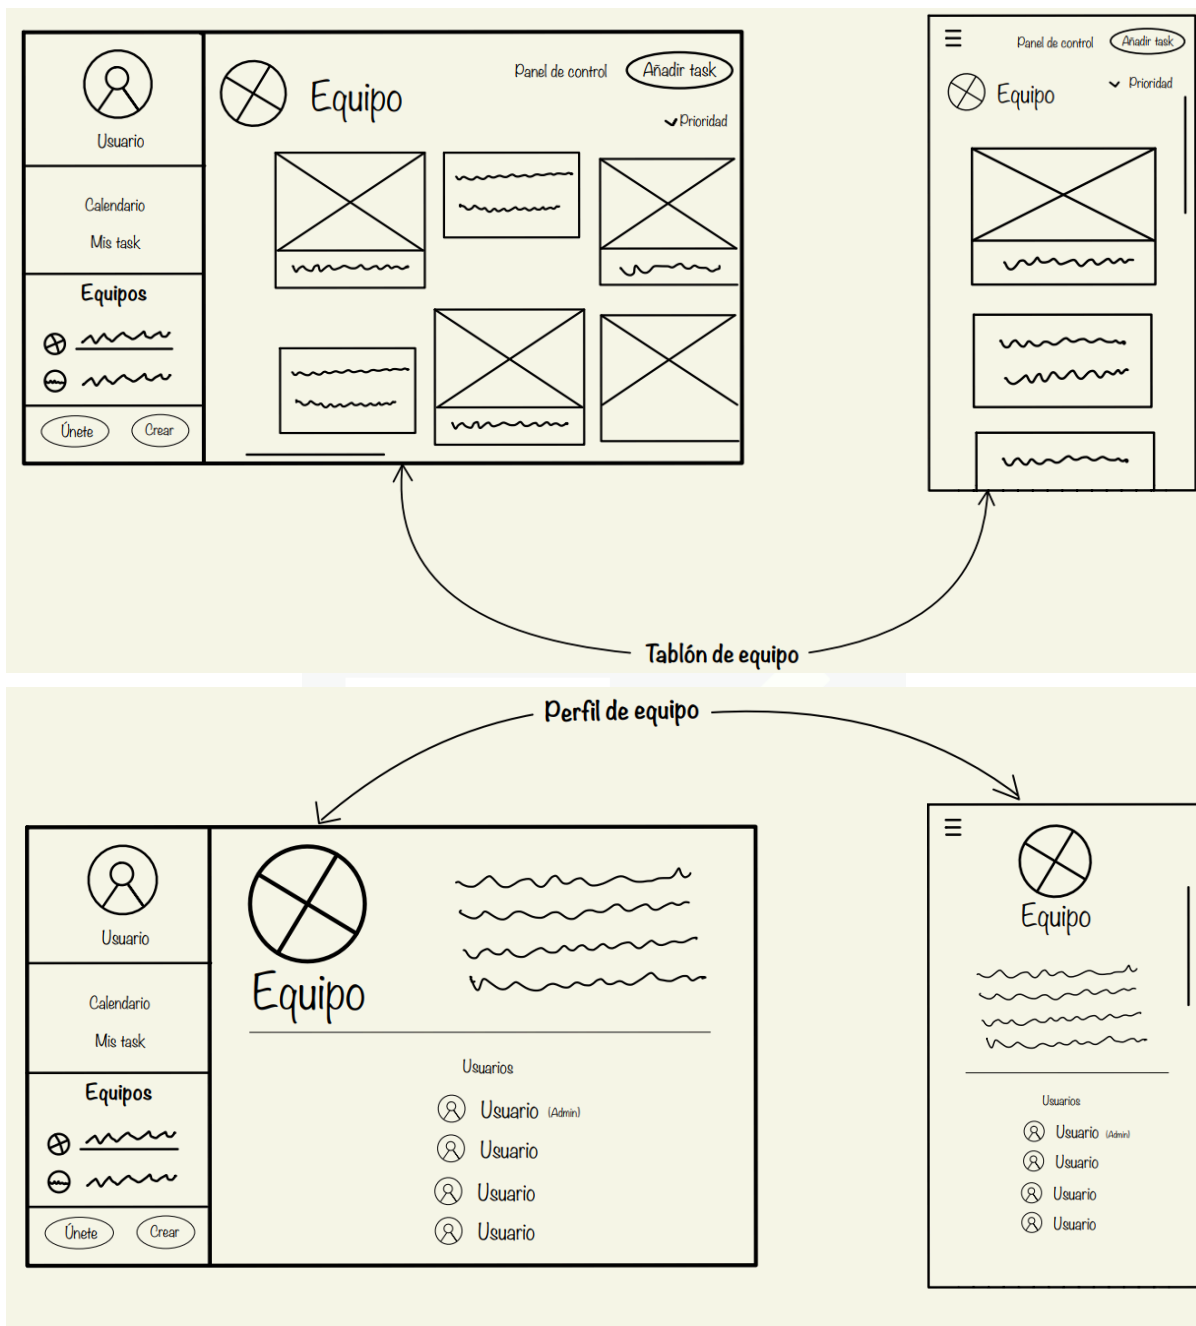 Usuario
Calendario
Mis task
Equipos
Únete
Crear
Equipo
Panel de control
Añadir task
Prioridad
Panel de control
Añadir task
Equipo
Prioridad
Tablón de equipo
Perfil de equipo
Usuario
Calendario
Mis task
Equipos
Únete
Crear
Equipo
Usuarios
Usuario (Admin)
Usuario
Usuario
Usuario
Equipo
Usuarios
Usuario (Admin)
Usuario
Usuario
Usuario